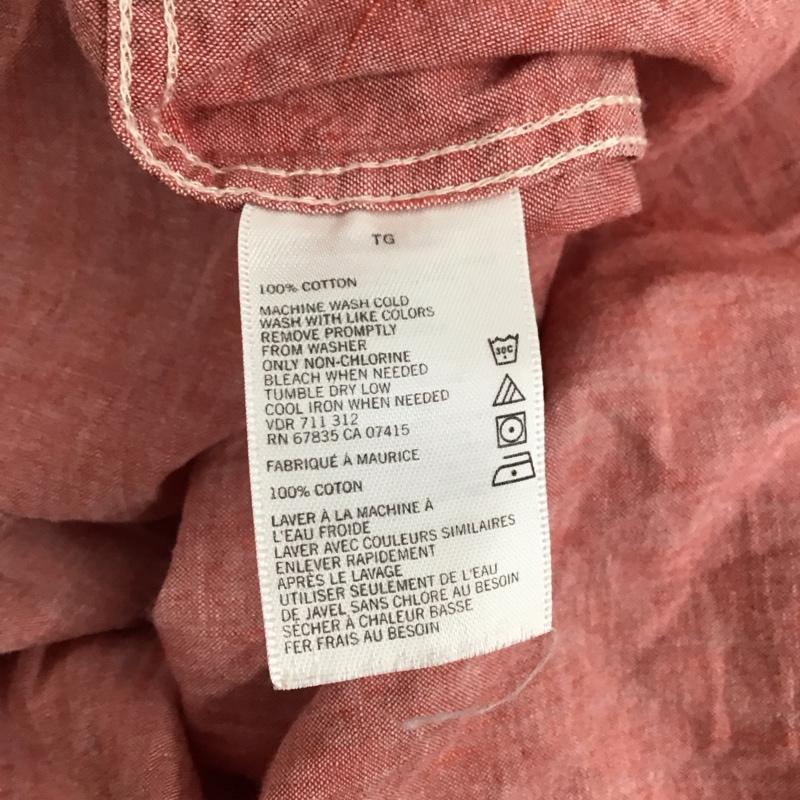 TG
100% COTTON
MACHINE WASH COLD
WASH WITH LIKE COLORS
REMOVE PROMPTLY
FROM WASHER
ONLY NON-CHLORINE
BLEACH WHEN NEEDED
TUMBLE DRY LOW
COOL IRON WHEN NEEDED
VDR 711 312
RN 67835 CA 07415
FABRIQUÉ À MAURICE
100% COTON
LAVER À LA MACHINE À
L'EAU FROIDE
LAVER AVEC COULEURS SIMILAIRES
ENLEVER RAPIDEMENT
APRÈS LE LAVAGE
UTILISER SEULEMENT DE L'EAU
DE JAVEL SANS CHLORE AU BESOIN
SÉCHER À CHALEUR BASSE
FER FRAIS AU BESOIN
30C